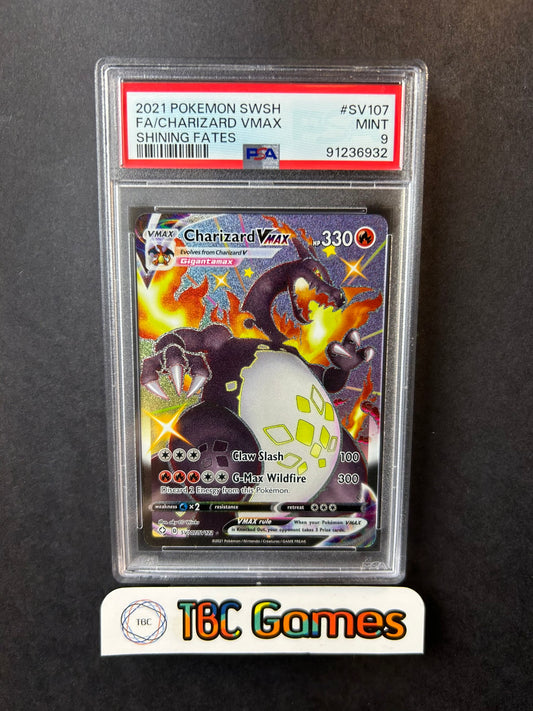 2021 POKEMON SWSH #SV107
FA/CHARIZARD VMAX MINT
SHINING FATES 9
PSA 91236932
VMAX Charizard VMAX HP 330
Evolves from Charizard V
Gigantamax
Claw Slash 100
G-Max Wildfire 300
Discard 2 Energy from this Pokémon.
weakness ×2 resistance retreat
VMAX rule When your Pokémon VMAX
is Knocked Out, your opponent takes 3 Prize cards.
D SV107/SV122
©2021 Pokémon / Nintendo / Creatures / GAME FREAK
TBC TBC Games